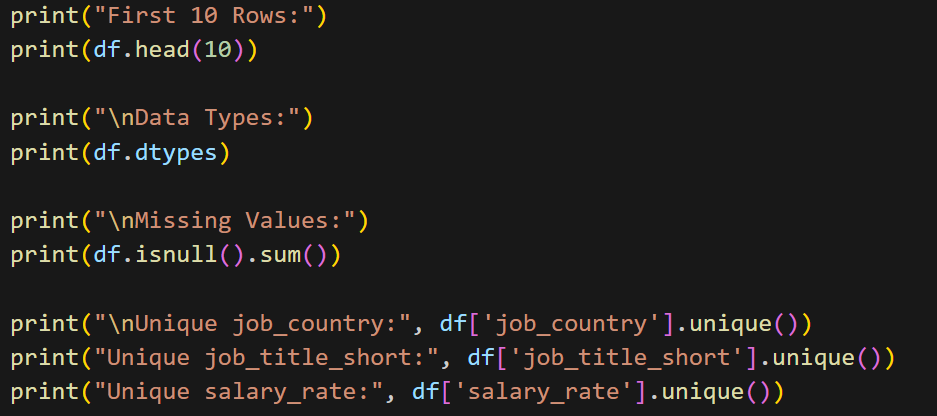 print("First 10 Rows:")
print(df.head(10))
print("\nData Types:")
print(df.dtypes)
print("\nMissing Values:")
print(df.isnull().sum())
print("\nUnique job_country:", df['job_country'].unique())
print("Unique job_title_short:", df['job_title_short'].unique())
print("Unique salary_rate:", df['salary_rate'].unique())